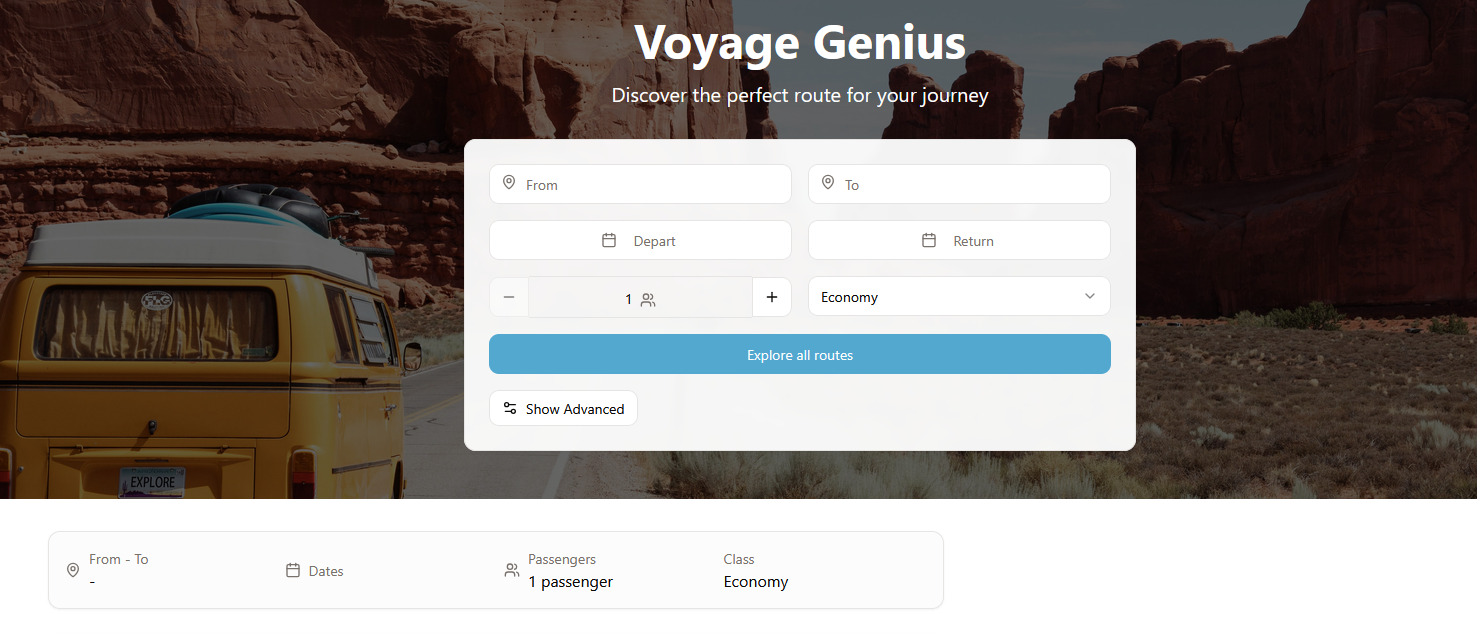 Voyage Genius
Discover the perfect route for your journey
From
To
Depart
Return
1
Economy
Explore all routes
Show Advanced
FLG
EXPLORE
From - To
-
Dates
Passengers
1 passenger
Class
Economy